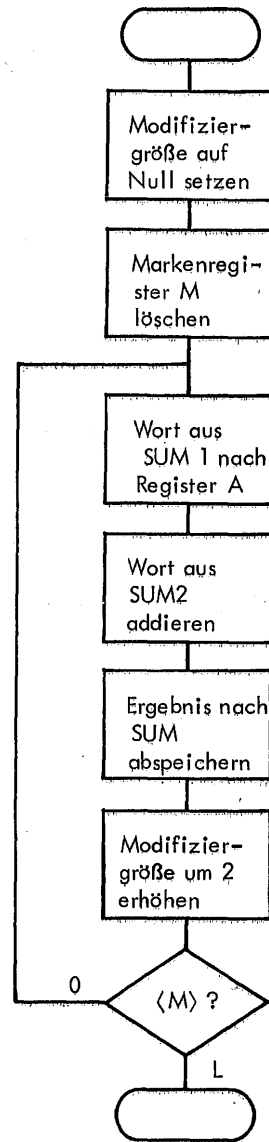 Modifizier-
größe auf
Null setzen
Markenregi-
ster M
löschen
Wort aus
SUM 1 nach
Register A
Wort aus
SUM2
addieren
Ergebnis nach
SUM
abspeichern
Modifizier-
größe um 2
erhöhen
0
⟨M⟩ ?
L